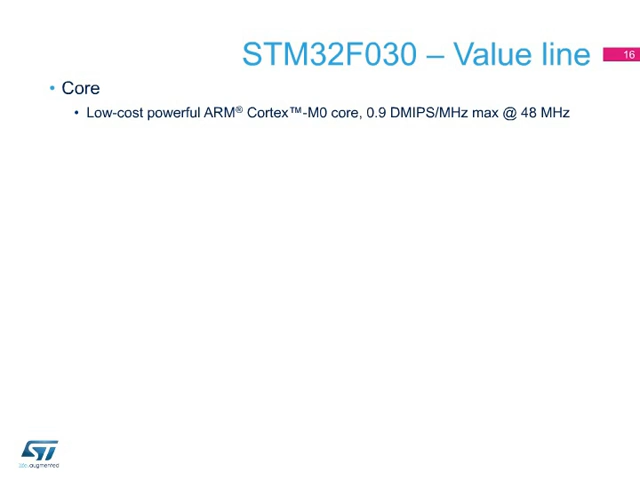 STM32F030 – Value line
16
• Core
• Low-cost powerful ARM® Cortex™-M0 core, 0.9 DMIPS/MHz max @ 48 MHz
ST
life.augmented